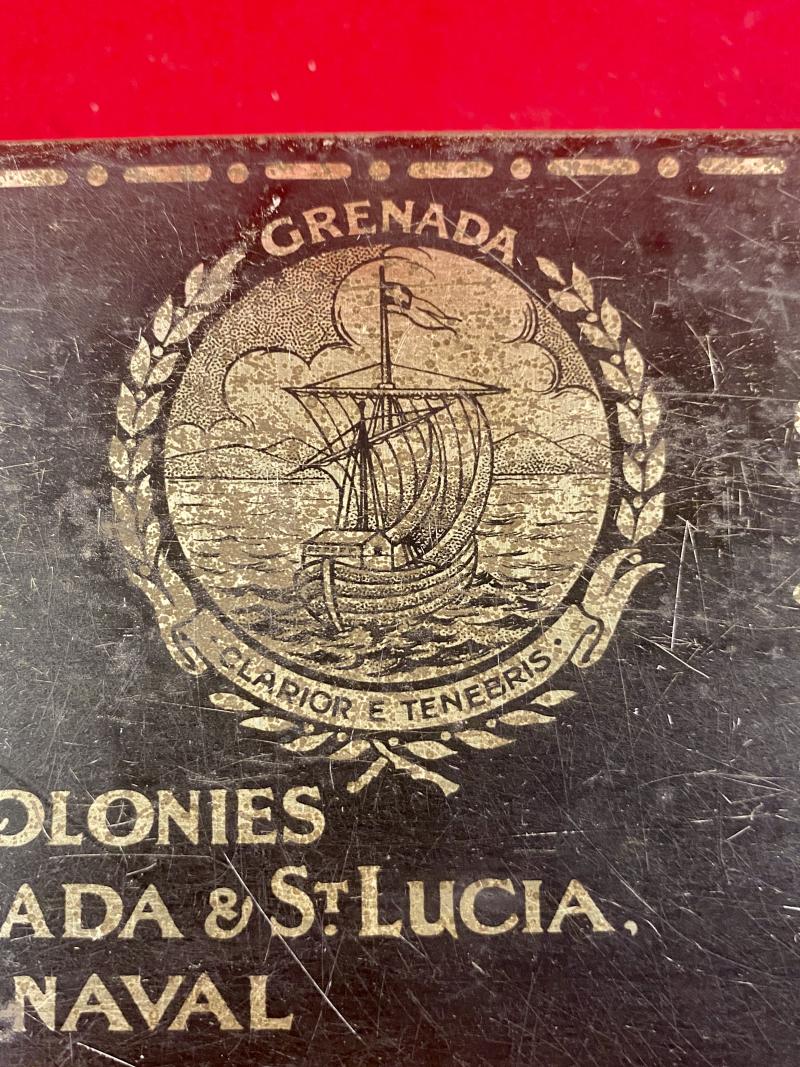 GRENADA
CLARIOR E TENEBRIS
OLONIES
ADA & ST. LUCIA,
NAVAL